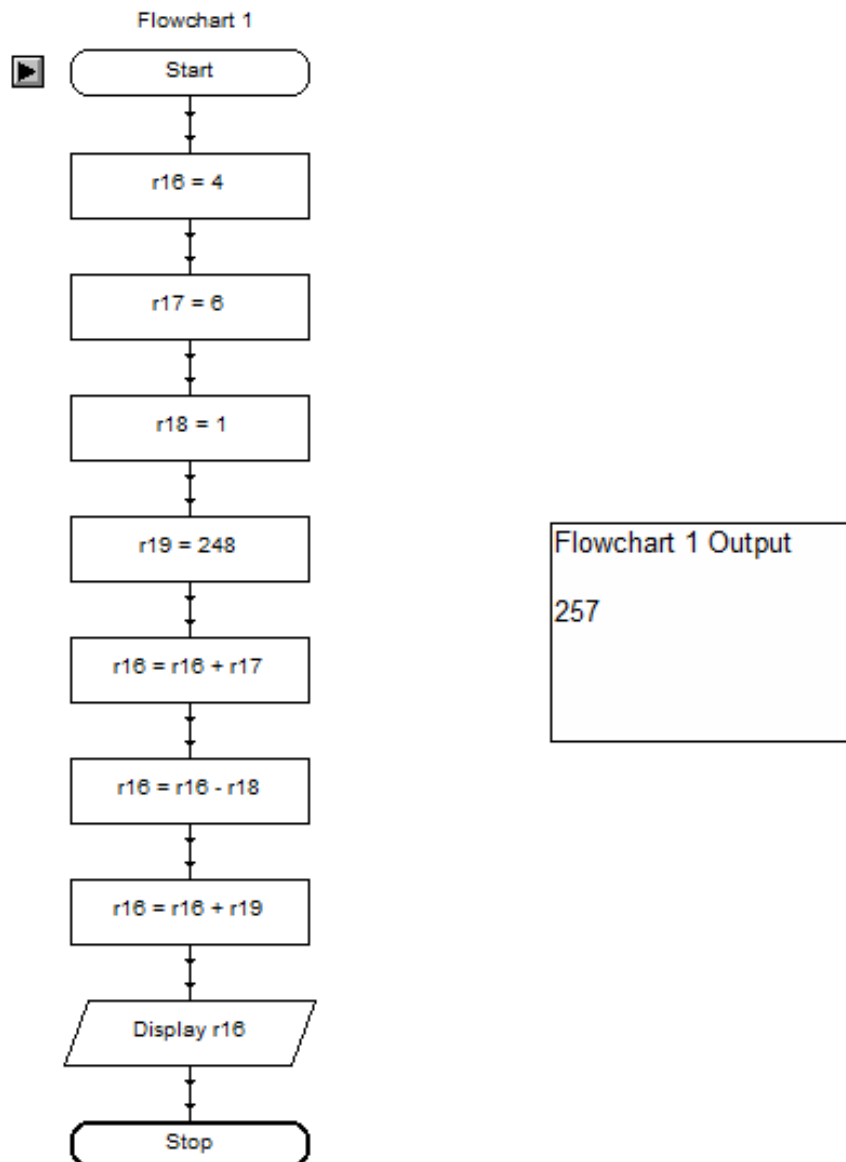 Flowchart 1
Start
r16 = 4
r17 = 6
r18 = 1
r19 = 248
r16 = r16 + r17
r16 = r16 - r18
r16 = r16 + r19
Display r16
Stop
Flowchart 1 Output
257